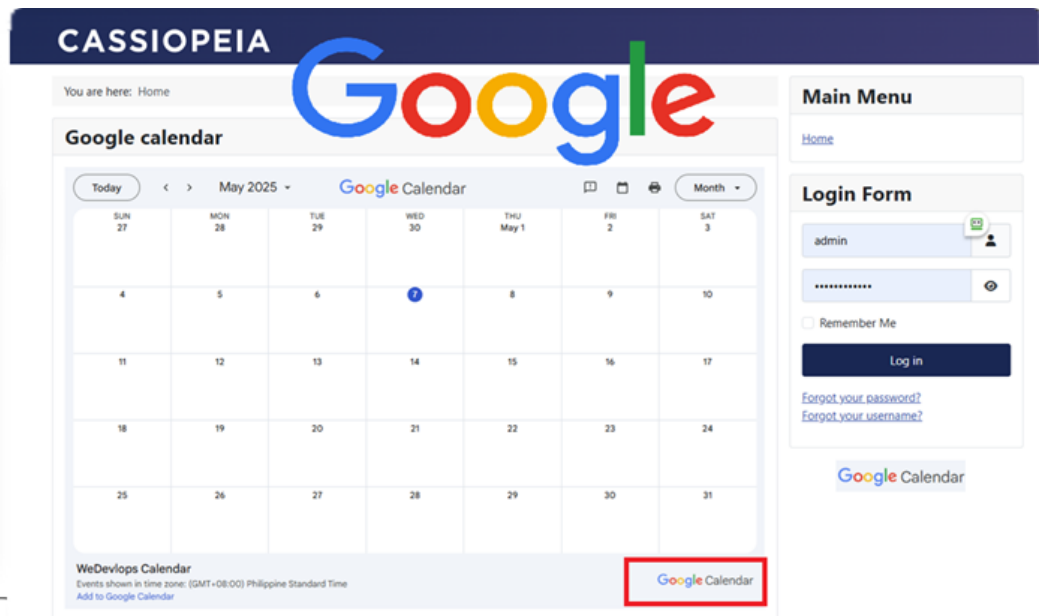 CASSIOPEIA
Google
You are here: Home
Google calendar
Today < > May 2025 Google Calendar Month
SUN MON TUE WED THU FRI SAT
27 28 29 30 May 1 2 3
4 5 6 7 8 9 10
11 12 13 14 15 16 17
18 19 20 21 22 23 24
25 26 27 28 29 30 31
WeDevlops Calendar
Events shown in time zone: (GMT+08:00) Philippine Standard Time
Add to Google Calendar
Google Calendar
Main Menu
Home
Login Form
admin
••••••••••••
Remember Me
Log in
Forgot your password?
Forgot your username?
Google Calendar